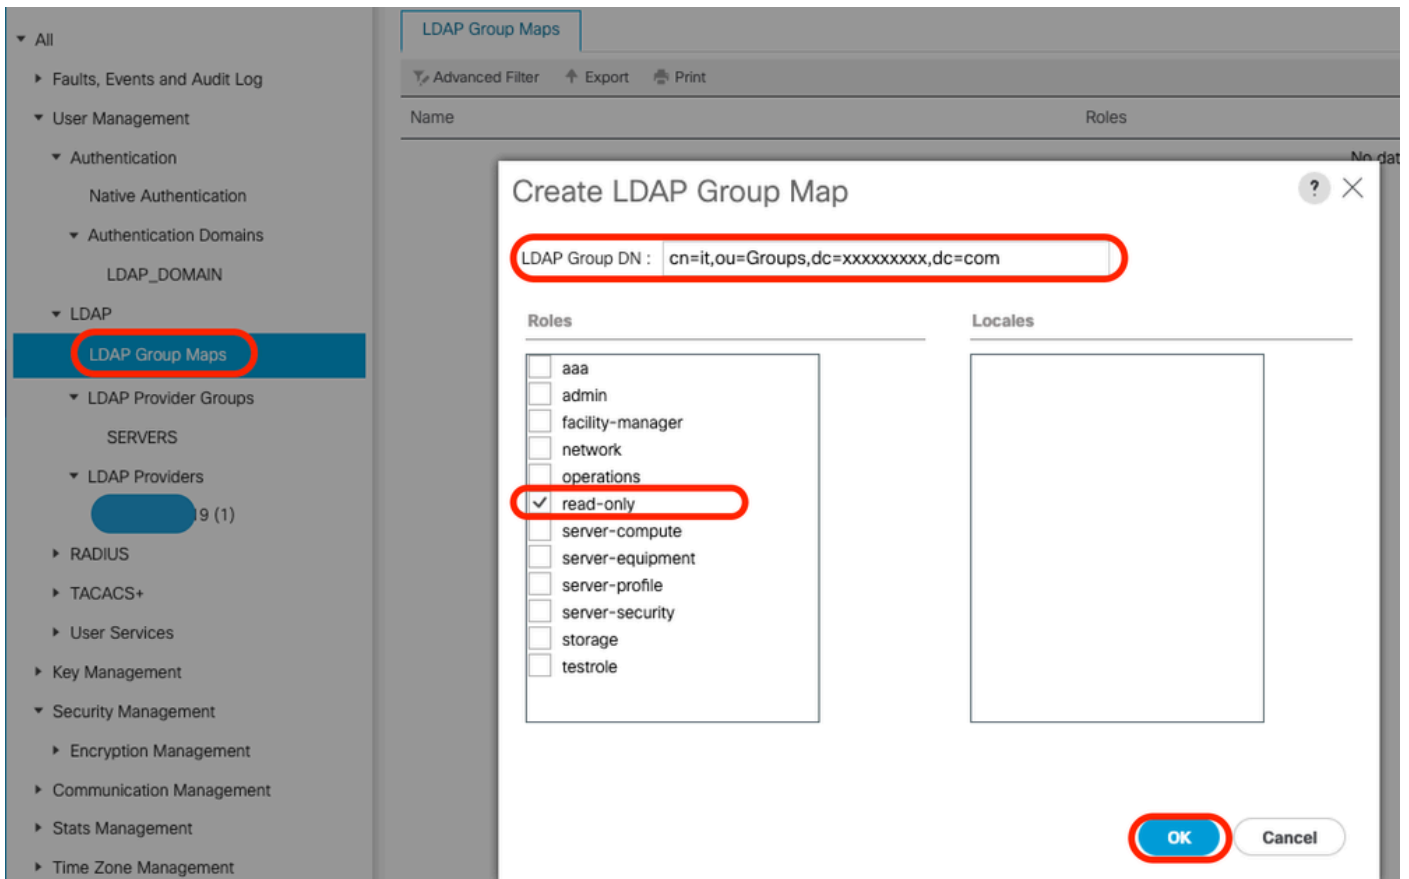 All
Faults, Events and Audit Log
User Management
Authentication
Native Authentication
Authentication Domains
LDAP_DOMAIN
LDAP
LDAP Group Maps
LDAP Provider Groups
SERVERS
LDAP Providers
19 (1)
RADIUS
TACACS+
User Services
Key Management
Security Management
Encryption Management
Communication Management
Stats Management
Time Zone Management
LDAP Group Maps
Advanced Filter Export Print
Name Roles
No dat
Create LDAP Group Map ?
LDAP Group DN : cn=it,ou=Groups,dc=xxxxxxxxx,dc=com
Roles
aaa
admin
facility-manager
network
operations
read-only
server-compute
server-equipment
server-profile
server-security
storage
testrole
Locales
OK Cancel